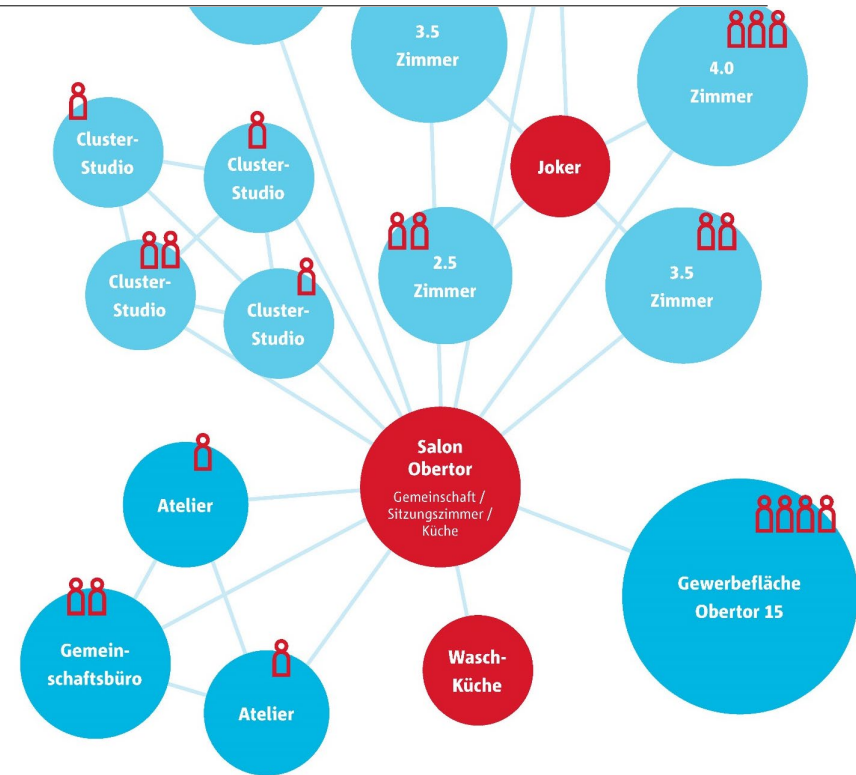 3.5
Zimmer
4.0
Zimmer
Cluster-
Studio
Cluster-
Studio
Joker
Cluster-
Studio
Cluster-
Studio
2.5
Zimmer
3.5
Zimmer
Salon
Obertor
Gemeinschaft /
Sitzungszimmer /
Küche
Atelier
Gewerbefläche
Obertor 15
Gemein-
schaftsbüro
Atelier
Wasch-
Küche